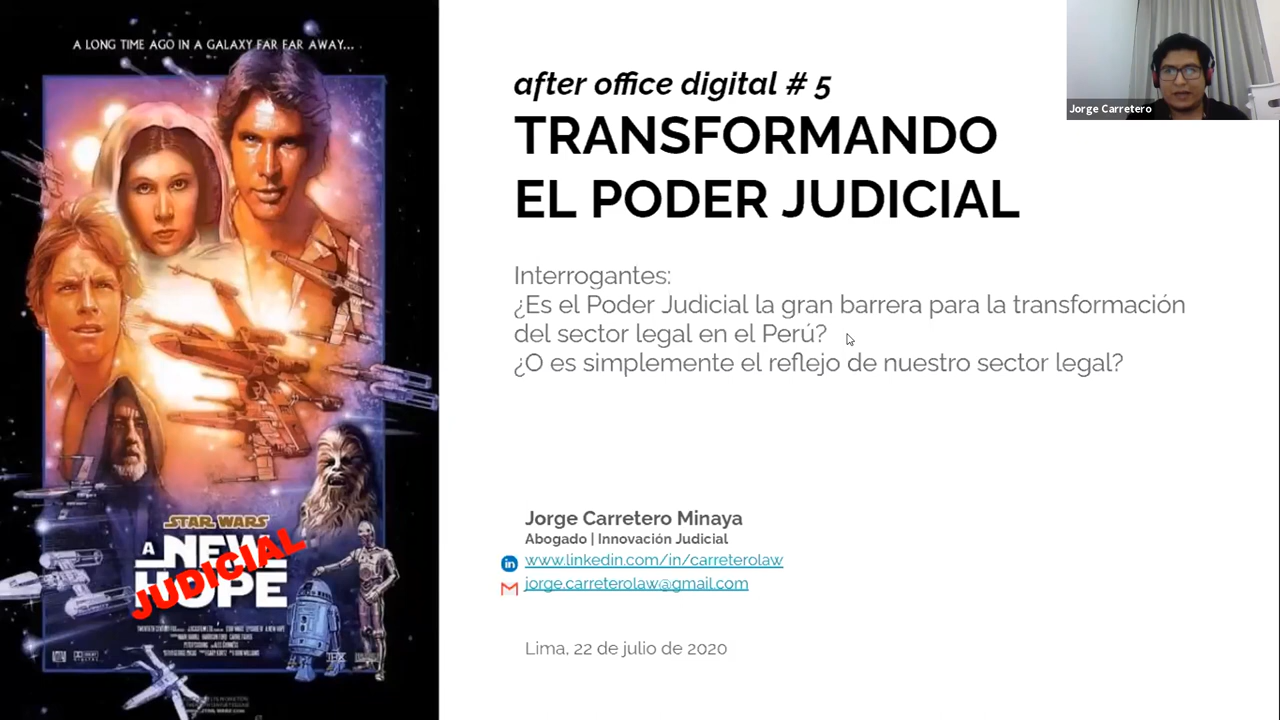 A LONG TIME AGO IN A GALAXY FAR FAR AWAY...
STAR WARS
A NEW
HOPE
JUDICIAL
after office digital # 5
TRANSFORMANDO
EL PODER JUDICIAL
Interrogantes:
¿Es el Poder Judicial la gran barrera para la transformación
del sector legal en el Perú?
¿O es simplemente el reflejo de nuestro sector legal?
Jorge Carretero Minaya
Abogado | Innovación Judicial
www.linkedin.com/in/carreterolaw
jorge.carreterolaw@gmail.com
Lima, 22 de julio de 2020
Jorge Carretero